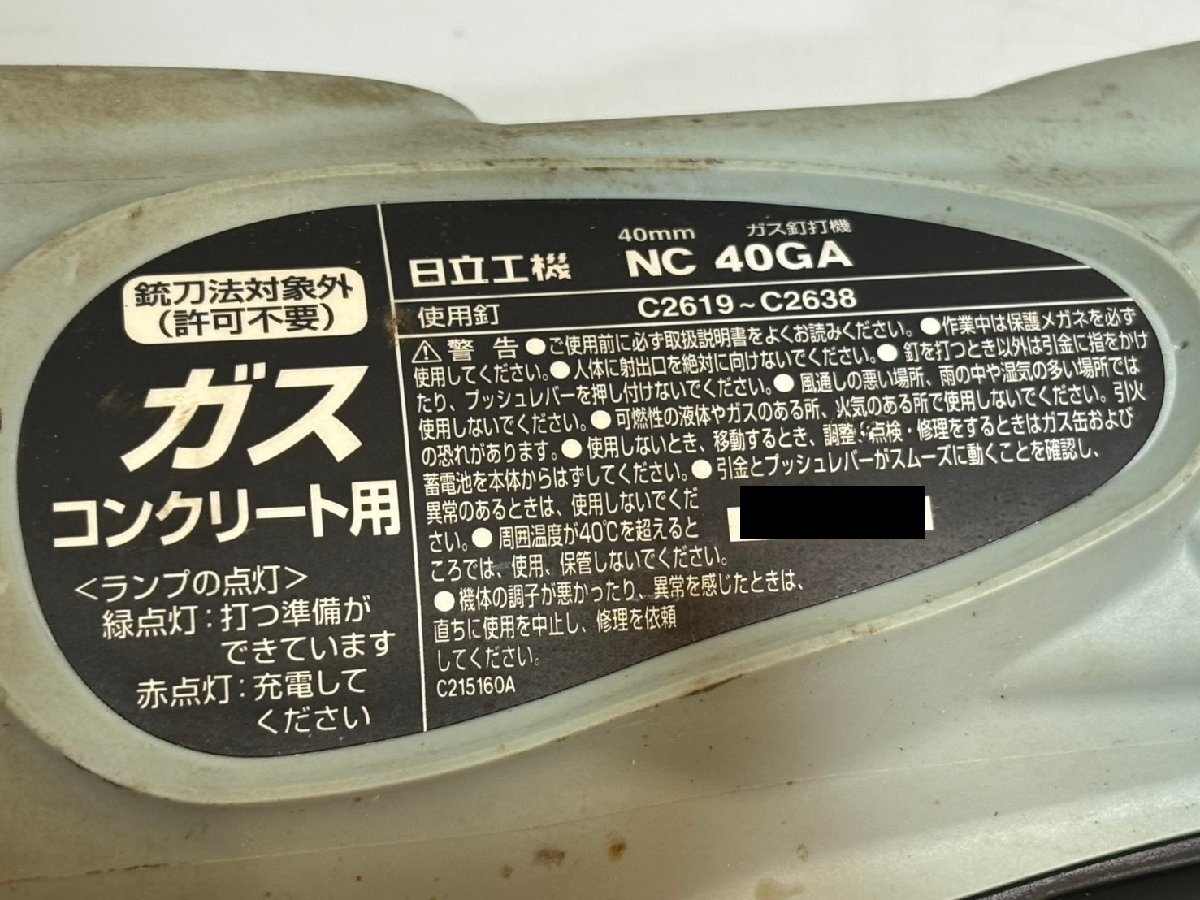 銃刀法対象外
(許可不要)
ガス
コンクリート用
<ランプの点灯>
緑点灯:打つ準備が
できています
赤点灯:充電して
ください
40mm ガス釘打機
日立工機 NC 40GA
使用釘 C2619~C2638
⚠警告 ●ご使用前に必ず取扱説明書をよくお読みください。●作業中は保護メガネを必ず
使用してください。●人体に射出口を絶対に向けないでください。●釘を打つとき以外は引金に指をかけ
たり、プッシュレバーを押し付けないでください。●風通しの悪い場所、雨の中や湿気の多い場所では
使用しないでください。●可燃性の液体やガスのある所、火気のある所で使用しないでください。引火
の恐れがあります。●使用しないとき、移動するとき、調整・点検・修理をするときはガス缶および
蓄電池を本体からはずしてください。●引金とプッシュレバーがスムーズに動くことを確認し、
異常のあるときは、使用しないでくだ
さい。●周囲温度が40℃を超えると
ころでは、使用、保管しないでください。
●機体の調子が悪かったり、異常を感じたときは、
直ちに使用を中止し、修理を依頼
してください。
C215160A